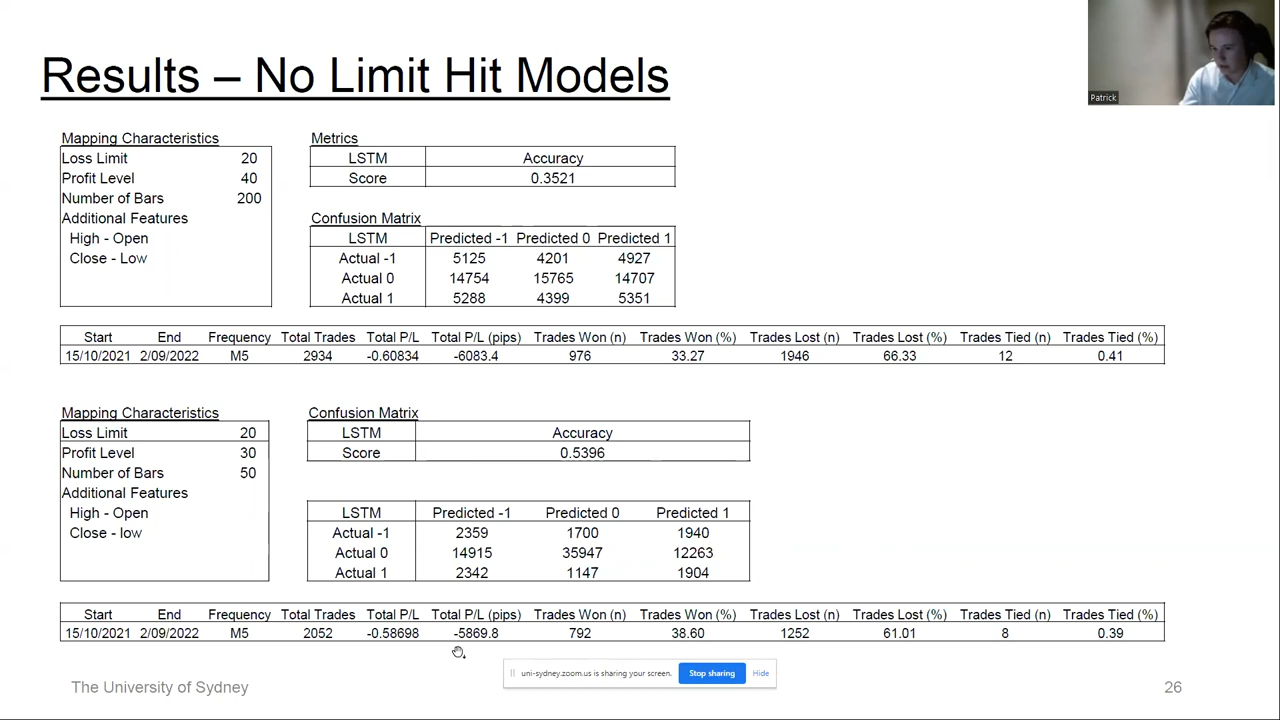 Results – No Limit Hit Models
Patrick
Mapping Characteristics
Loss Limit 20
Profit Level 40
Number of Bars 200
Additional Features
High - Open
Close - Low
Metrics
LSTM Accuracy
Score 0.3521
Confusion Matrix
LSTM Predicted -1 Predicted 0 Predicted 1
Actual -1 5125 4201 4927
Actual 0 14754 15765 14707
Actual 1 5288 4399 5351
Start End Frequency Total Trades Total P/L Total P/L (pips) Trades Won (n) Trades Won (%) Trades Lost (n) Trades Lost (%) Trades Tied (n) Trades Tied (%)
15/10/2021 2/09/2022 M5 2934 -0.60834 -6083.4 976 33.27 1946 66.33 12 0.41
Mapping Characteristics
Loss Limit 20
Profit Level 30
Number of Bars 50
Additional Features
High - Open
Close - low
Confusion Matrix
LSTM Accuracy
Score 0.5396
LSTM Predicted -1 Predicted 0 Predicted 1
Actual -1 2359 1700 1940
Actual 0 14915 35947 12263
Actual 1 2342 1147 1904
Start End Frequency Total Trades Total P/L Total P/L (pips) Trades Won (n) Trades Won (%) Trades Lost (n) Trades Lost (%) Trades Tied (n) Trades Tied (%)
15/10/2021 2/09/2022 M5 2052 -0.58698 -5869.8 792 38.60 1252 61.01 8 0.39
uni-sydney.zoom.us is sharing your screen. Stop sharing Hide
The University of Sydney 26